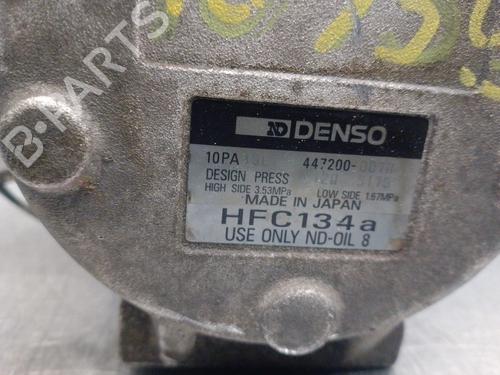 B-PARTS
ND DENSO
10PA 447200-
DESIGN PRESS
HIGH SIDE 3.53MPa LOW SIDE 1.67MPa
MADE IN JAPAN
HFC134a
USE ONLY ND-OIL 8